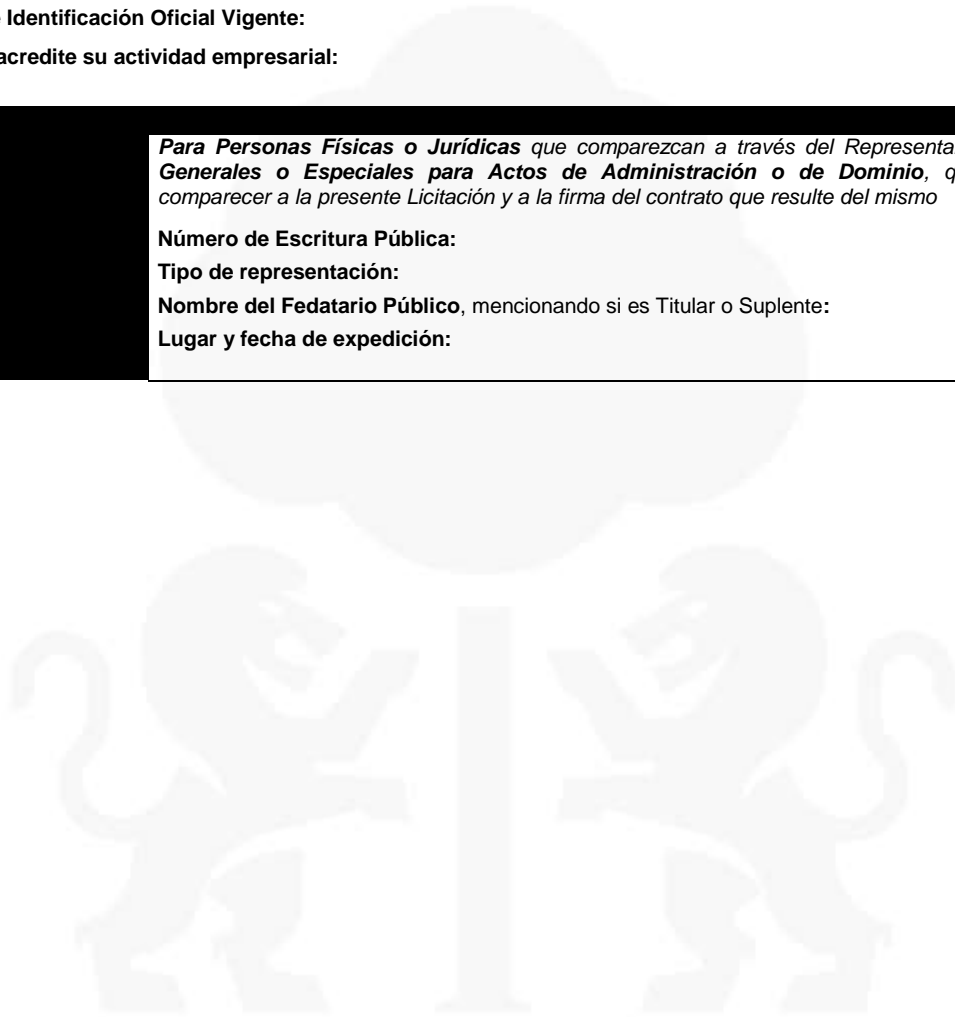 Identificación Oficial Vigente:
acredite su actividad empresarial:
Para Personas Físicas o Jurídicas que comparezcan a través del
Generales o Especiales para Actos de Administración o de Dominio,
comparecer a la presente Licitación y a la firma del contrato que resulte del mismo
Número de Escritura Pública:
Tipo de representación:
Nombre del Fedatario Público, mencionando si es Titular o Suplente:
Lugar y fecha de expedición: